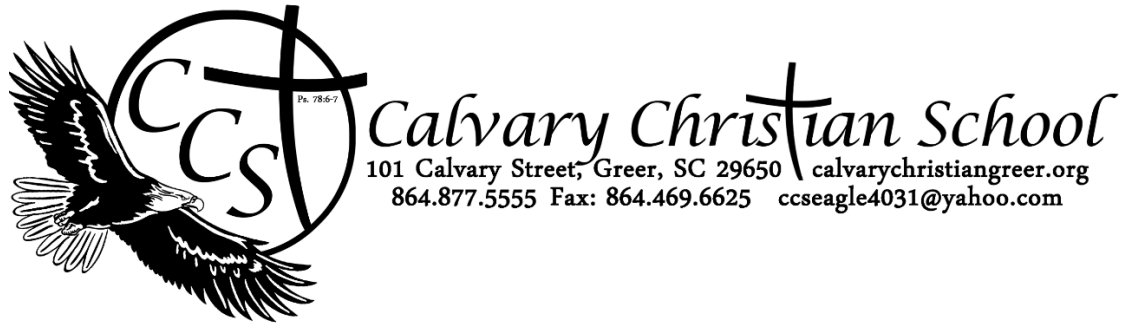 CCS
Ps. 78:6-7
Calvary Christian School
101 Calvary Street, Greer, SC 29650 calvarychristiangreer.org
864.877.5555 Fax: 864.469.6625 ccseagle4031@yahoo.com